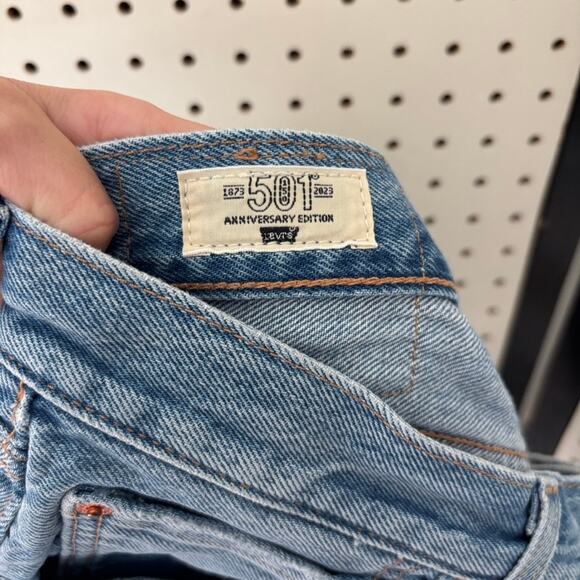 1873 501® 2023
ANNIVERSARY EDITION
Levi's